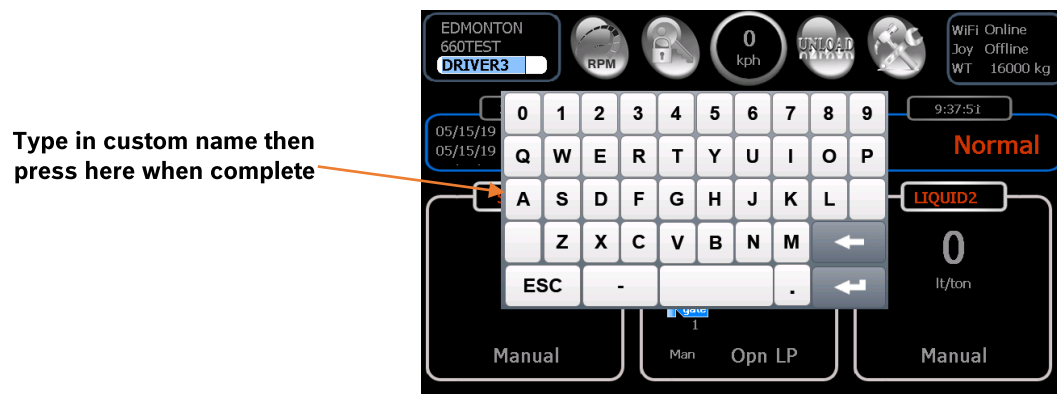 Type in custom name then
press here when complete
EDMONTON
660TEST
DRIVER3
RPM
0
kph
UNLOAD
WiFi Online
Joy Offline
WT 16000 kg
9:37:51
05/15/19
05/15/19
Normal
0 1 2 3 4 5 6 7 8 9
Q W E R T Y U I O P
A S D F G H J K L
Z X C V B N M
ESC - .
LIQUID2
0
lt/ton
gate
1
Manual
Man Opn LP
Manual